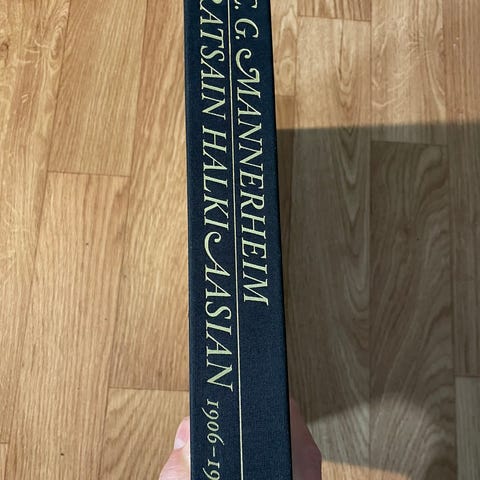 C. G. MANNERHEIM
RATSAIN HALKI AASIAN 1906–19